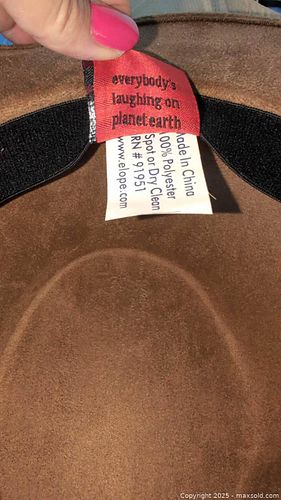 everybody's
laughing on
planet earth
Made In China
100% Polyester
Spot or Dry Clean
RN # 91951
www.elope.com
Copyright 2025 - maxsold.com